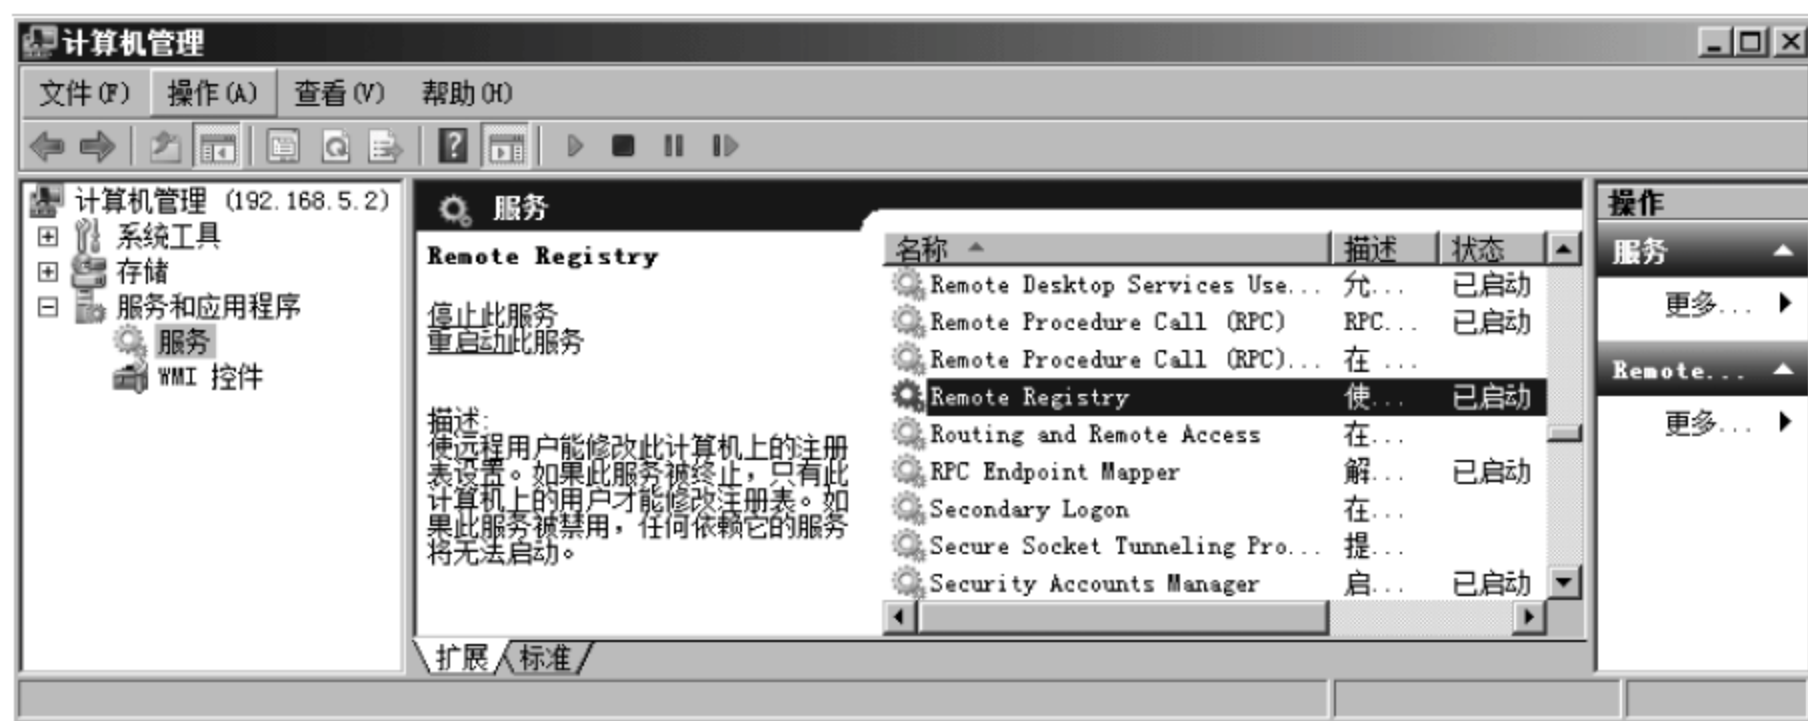 计算机管理
文件(F) 操作(A) 查看(V) 帮助(H)
计算机管理 (192.168.5.2)
系统工具
存储
服务和应用程序
服务
WMI 控件
服务
Remote Registry
停止此服务
重启动此服务
描述:
使远程用户能修改此计算机上的注册
表设置。如果此服务被终止，只有此
计算机上的用户才能修改注册表。如
果此服务被禁用，任何依赖它的服务
将无法启动。
名称 描述 状态
Remote Desktop Services Use... 允... 已启动
Remote Procedure Call (RPC) RPC... 已启动
Remote Procedure Call (RPC)... 在 ...
Remote Registry 使... 已启动
Routing and Remote Access 在...
RPC Endpoint Mapper 解... 已启动
Secondary Logon 在...
Secure Socket Tunneling Pro... 提...
Security Accounts Manager 启... 已启动
扩展 标准
操作
服务
更多...
Remote...
更多...